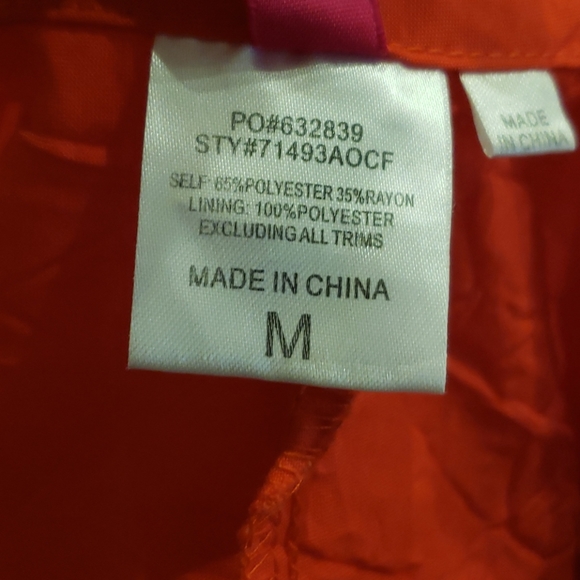 PO#632839
STY#71493AOCF
SELF: 65%POLYESTER 35%RAYON
LINING: 100%POLYESTER
EXCLUDING ALL TRIMS
MADE IN CHINA
M
MADE
IN CHINA